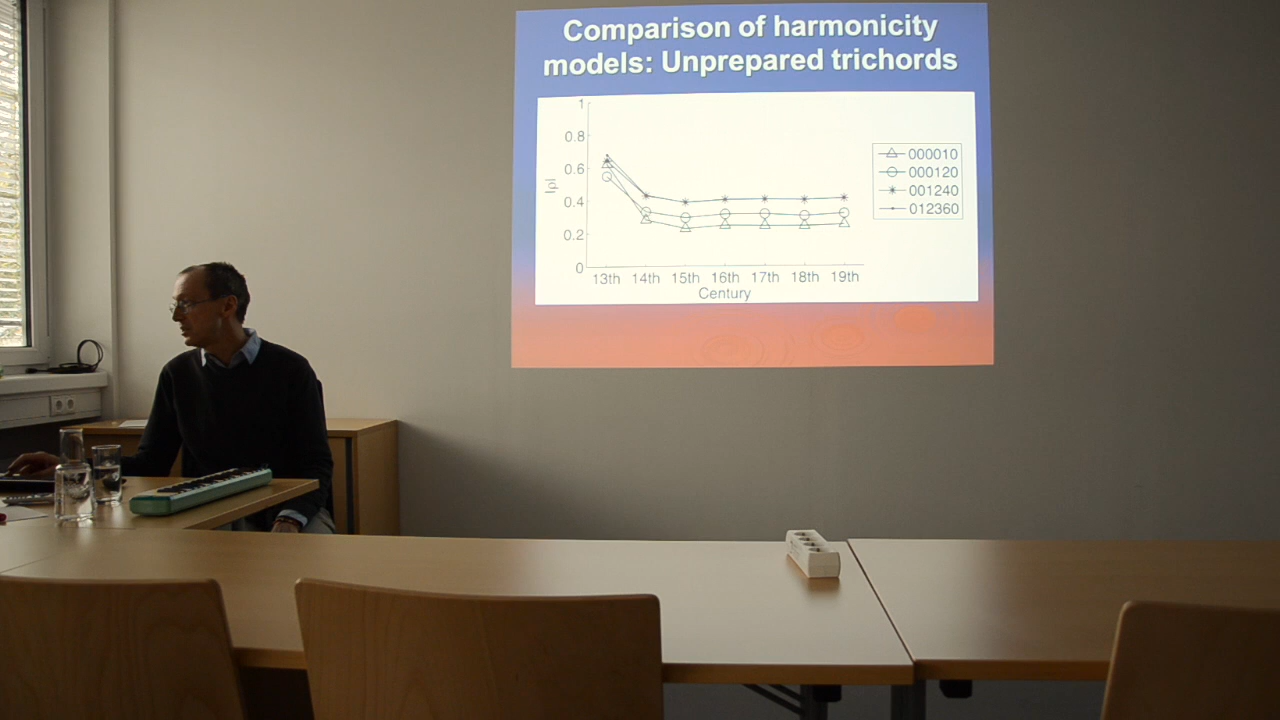 Comparison of harmonicity
models: Unprepared trichords
1
0.8
0.6
0.4
0.2
0
|p|
13th 14th 15th 16th 17th 18th 19th
Century
000010
000120
001240
012360